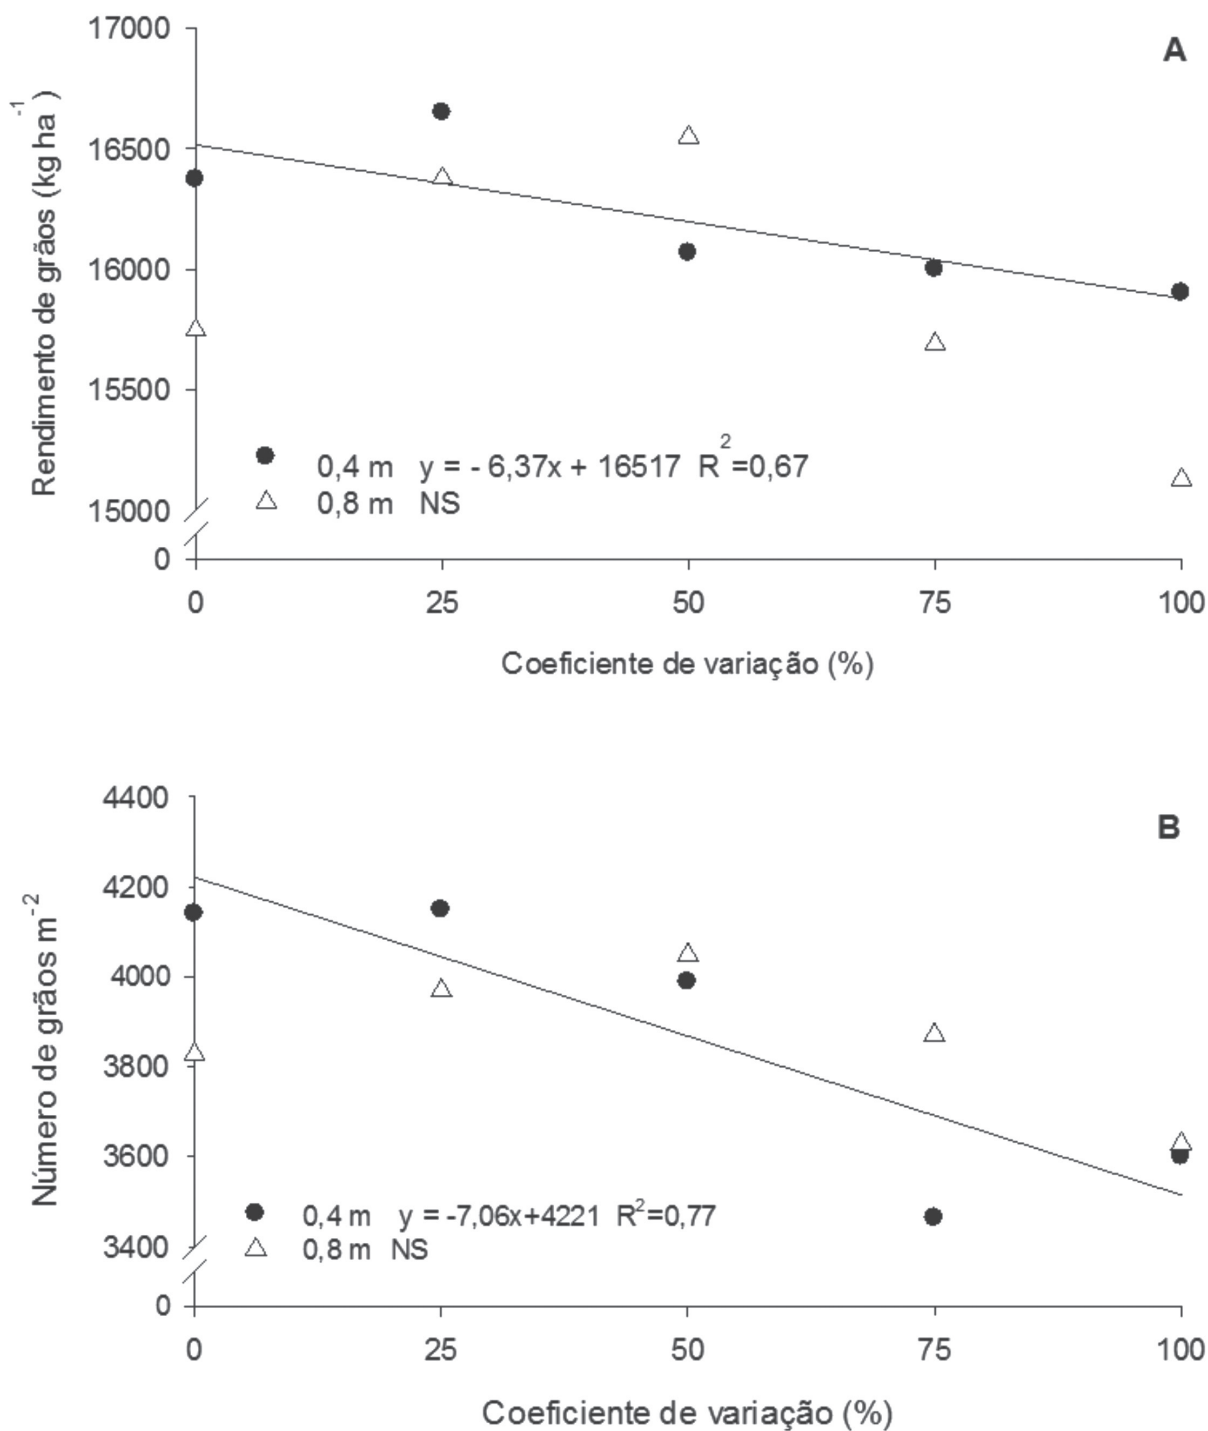 17000
A
16500
16000
15500
15000
0
Rendimento de grãos (kg ha⁻¹)
0,4 m y = - 6,37x + 16517 R²=0,67
0,8 m NS
0 25 50 75 100
Coeficiente de variação (%)
4400
B
4200
4000
3800
3600
3400
0
Número de grãos m⁻²
0,4 m y = -7,06x+4221 R²=0,77
0,8 m NS
0 25 50 75 100
Coeficiente de variação (%)